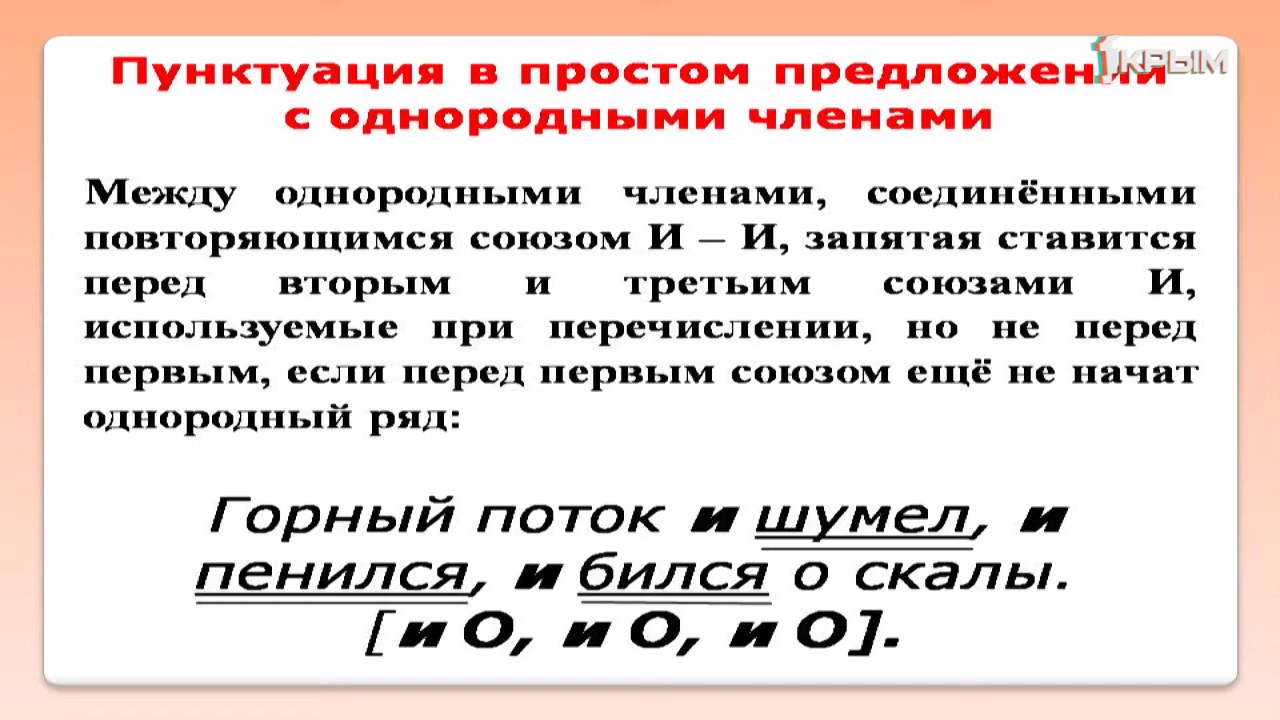 Пунктуация в простом предложении
1КРЫМ
с однородными членами
Между однородными членами, соединёнными
повторяющимся союзом И – И, запятая ставится
перед вторым и третьим союзами И,
используемые при перечислении, но не перед
первым, если перед первым союзом ещё не начат
однородный ряд:
Горный поток и шумел, и
пенился, и бился о скалы.
[и О, и О, и О].